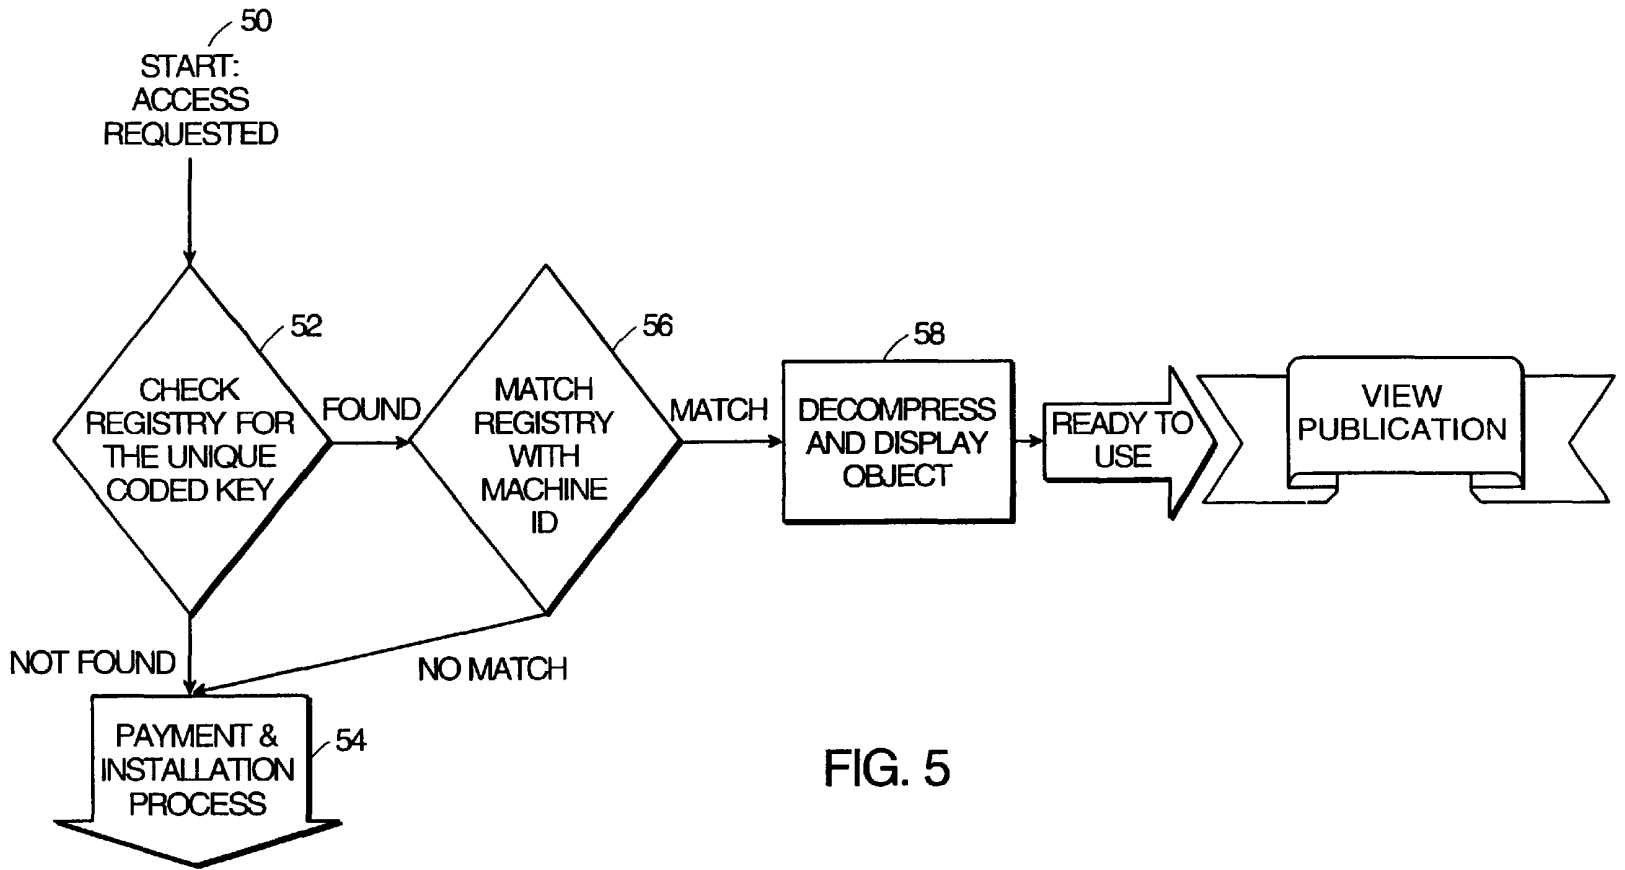 50
START:
ACCESS
REQUESTED
52
CHECK
REGISTRY FOR
THE UNIQUE
CODED KEY
FOUND
56
MATCH
REGISTRY
WITH
MACHINE
ID
MATCH
58
DECOMPRESS
AND DISPLAY
OBJECT
READY TO
USE
VIEW
PUBLICATION
NOT FOUND
NO MATCH
PAYMENT &
INSTALLATION
PROCESS
54
FIG. 5